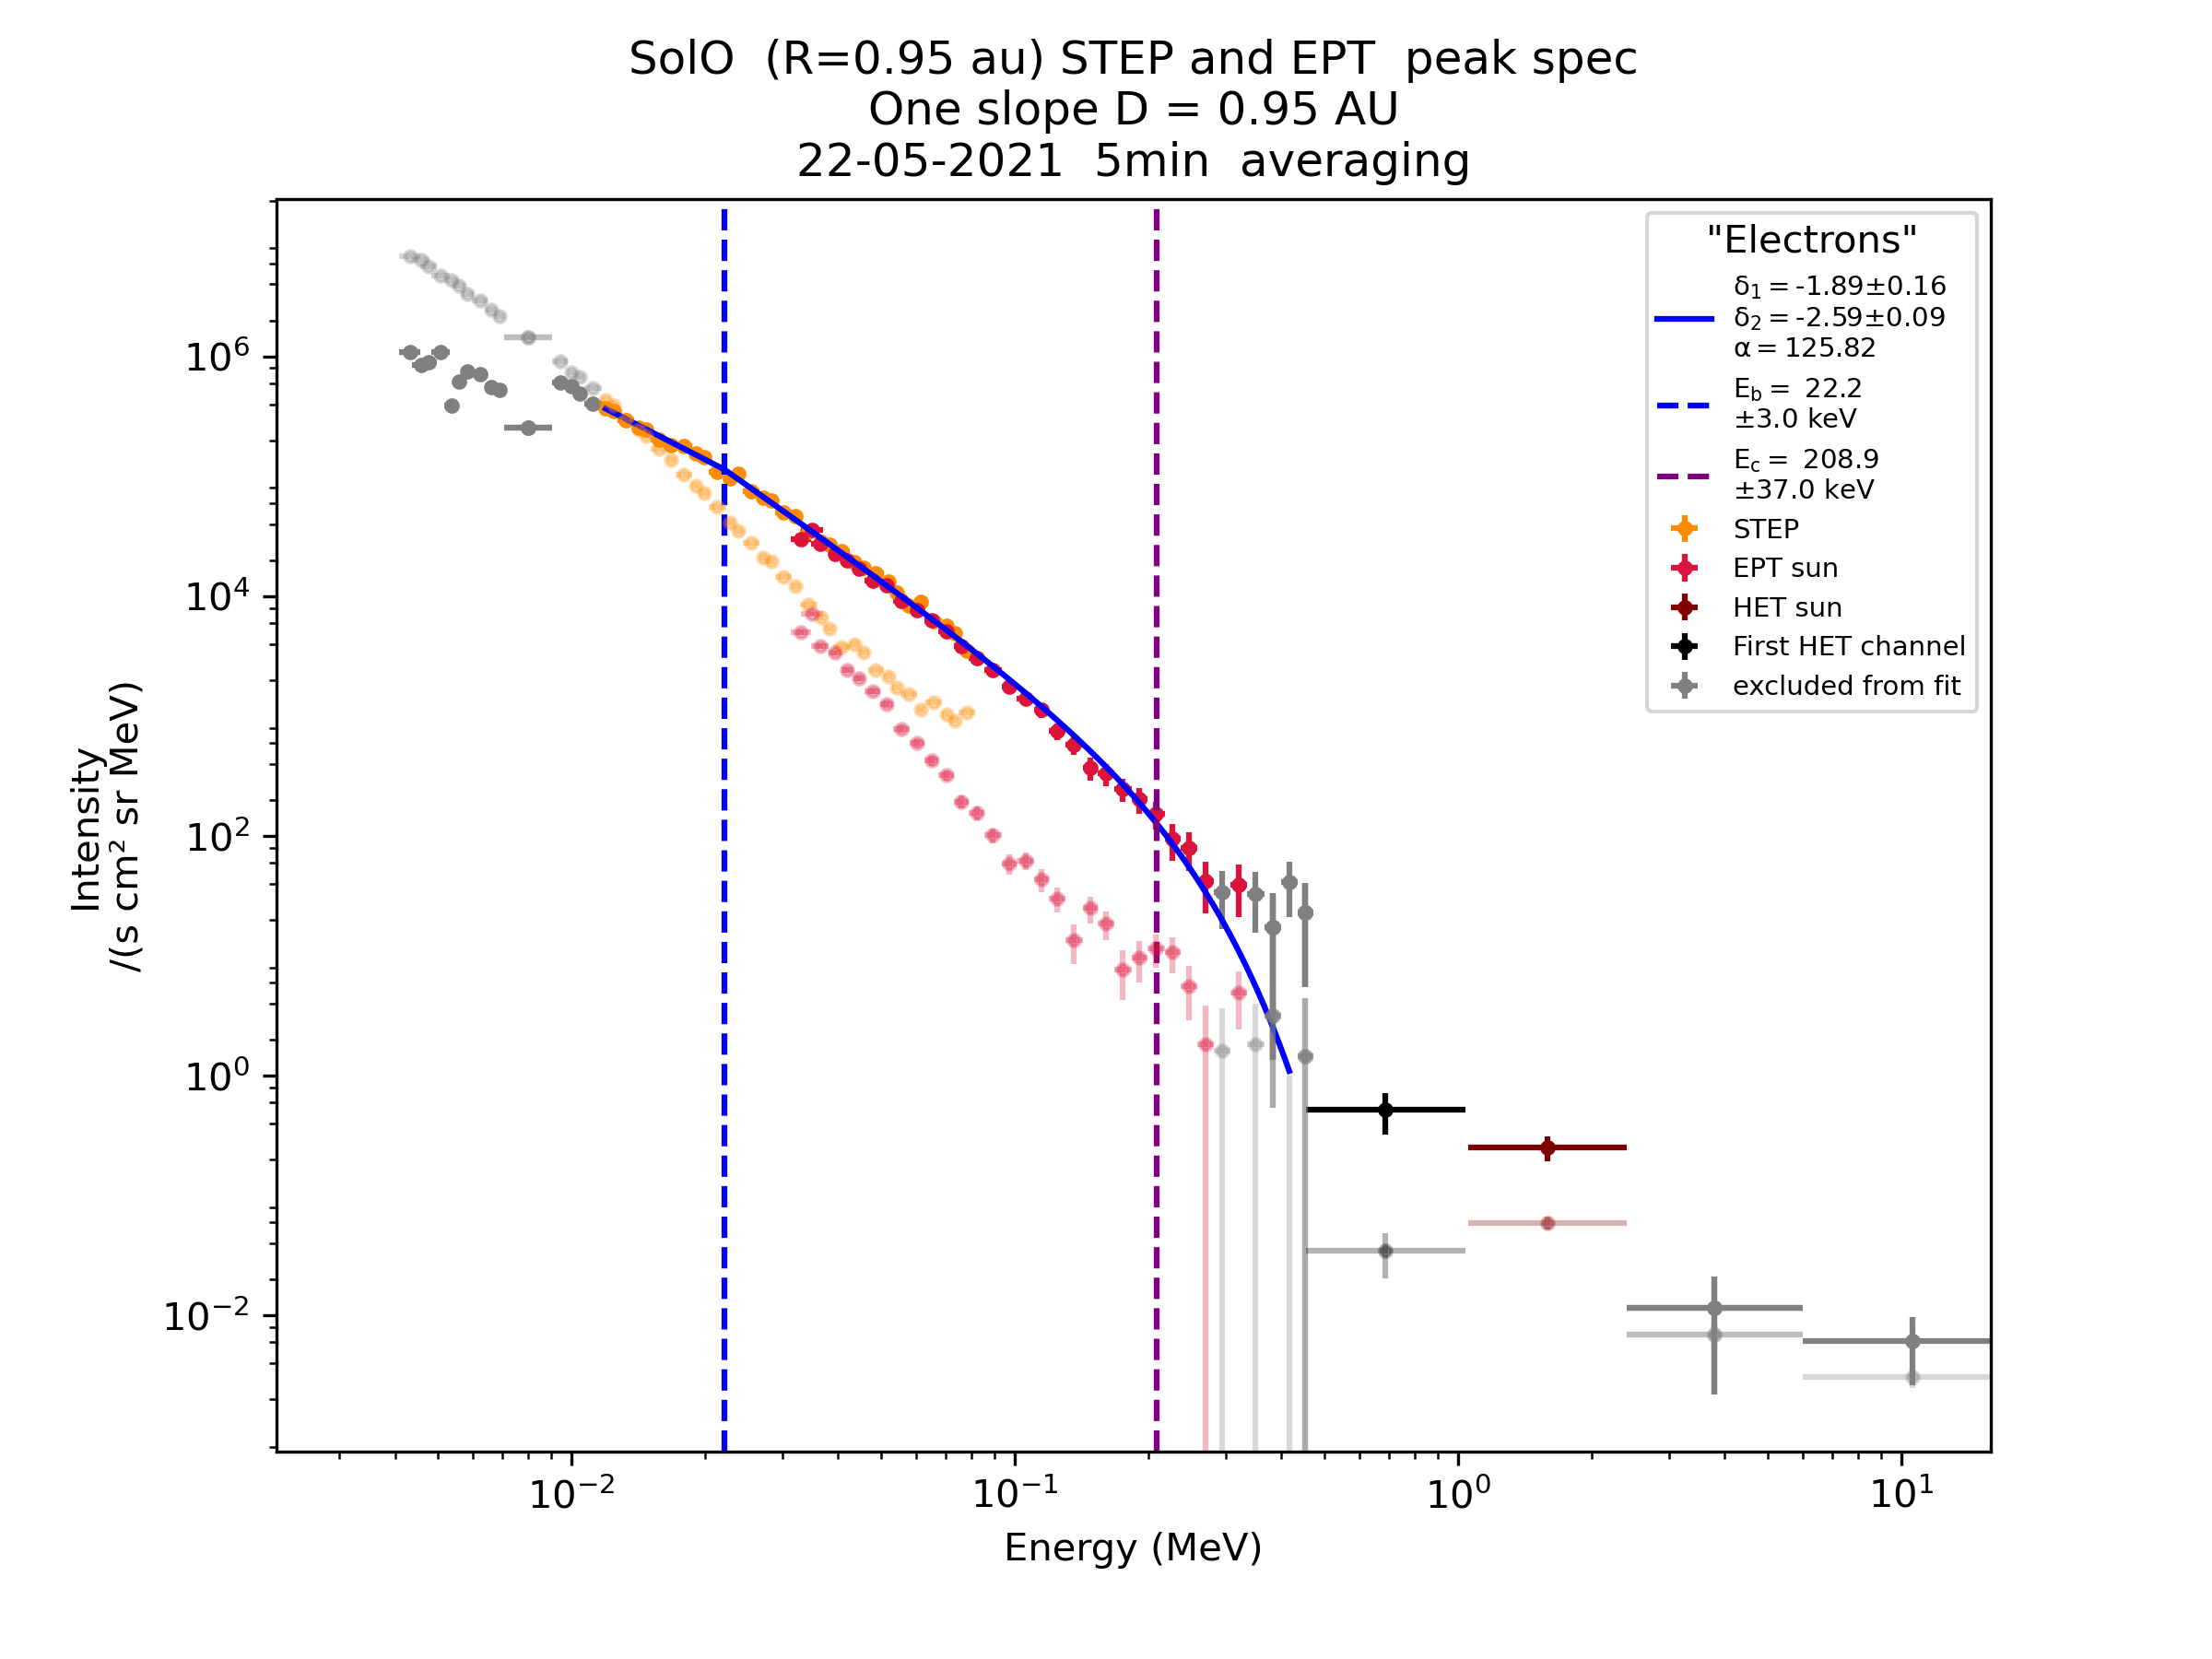 SolO  (R=0.95 au) STEP and EPT  peak spec
One slope D = 0.95 AU
22-05-2021  5min  averaging
"Electrons"
δ₁ = -1.89±0.16
δ₂ = -2.59±0.09
α = 125.82
E_b = 22.2
±3.0 keV
E_c = 208.9
±37.0 keV
STEP
EPT sun
HET sun
First HET channel
excluded from fit
Intensity
/(s cm² sr MeV)
10⁶
10⁴
10²
10⁰
10⁻²
10⁻²
10⁻¹
10⁰
10¹
Energy (MeV)